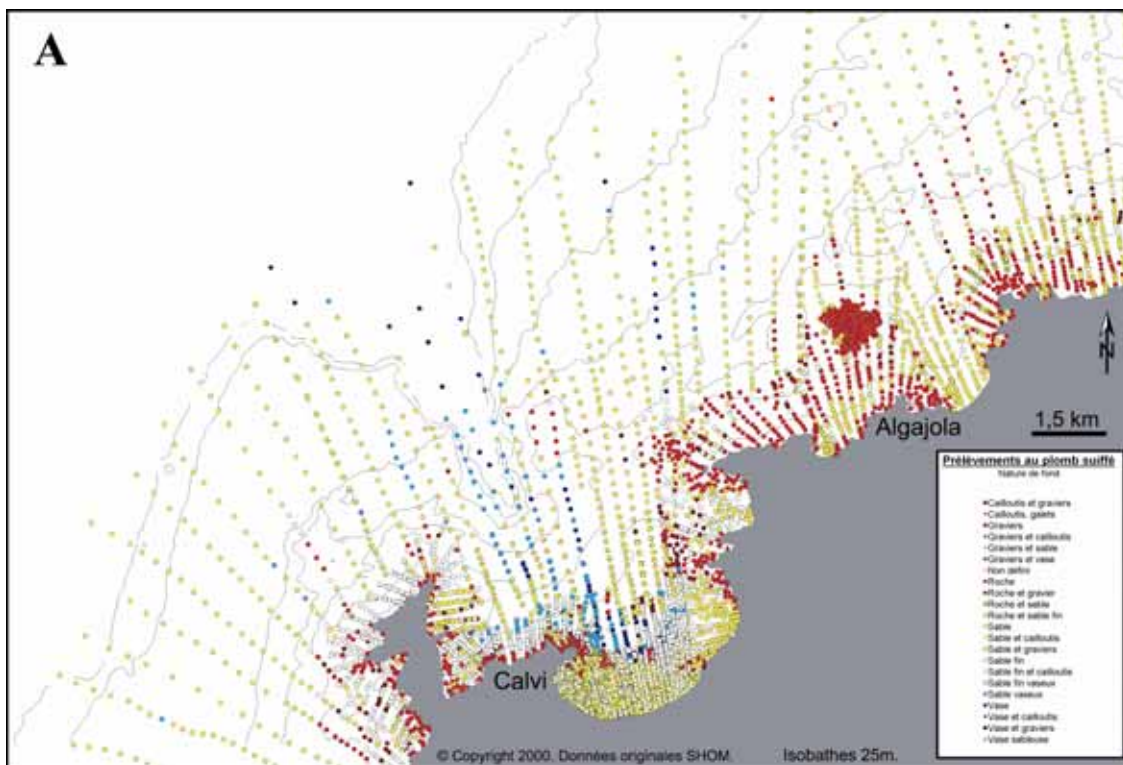 A
N
1,5 km
Algajola
Calvi
Prélèvements au plomb suiffé
Nature de fond
Cailloutis et graviers
Cailloutis, galets
Graviers
Graviers et cailloutis
Graviers et sable
Graviers et vase
Non défini
Roche
Roche et gravier
Roche et sable
Roche et sable fin
Sable
Sable et cailloutis
Sable et graviers
Sable fin
Sable fin et cailloutis
Sable fin vaseux
Sable vaseux
Vase
Vase et cailloutis
Vase et graviers
Vase sableuse
© Copyright 2000. Données originales SHOM.
Isobathes 25m.